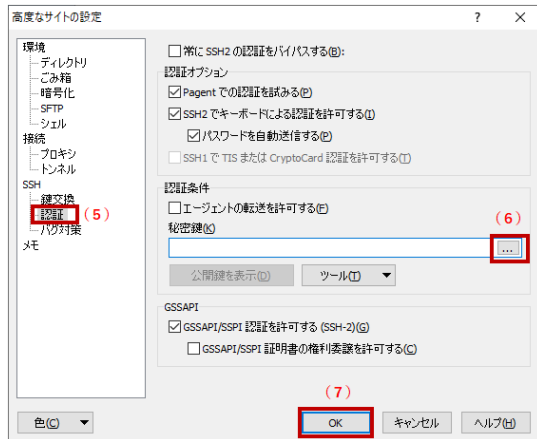 高度なサイトの設定
?
×
環境
ディレクトリ
ごみ箱
暗号化
SFTP
シェル
接続
プロキシ
トンネル
SSH
鍵交換
認証
(5)
バグ対策
メモ
常に SSH2 の認証をバイパスする(B):
認証オプション
Pagent での認証を試みる(P)
SSH2 でキーボードによる認証を許可する(I)
パスワードを自動送信する(P)
SSH1 で TIS または CryptoCard 認証を許可する(T)
認証条件
エージェントの転送を許可する(F)
(6)
秘密鍵(K)
...
公開鍵を表示(D)
ツール(T)
GSSAPI
GSSAPI/SSPI 認証を許可する (SSH-2)(G)
GSSAPI/SSPI 証明書の権利委譲を許可する(C)
(7)
色(C)
OK
キャンセル
ヘルプ(H)